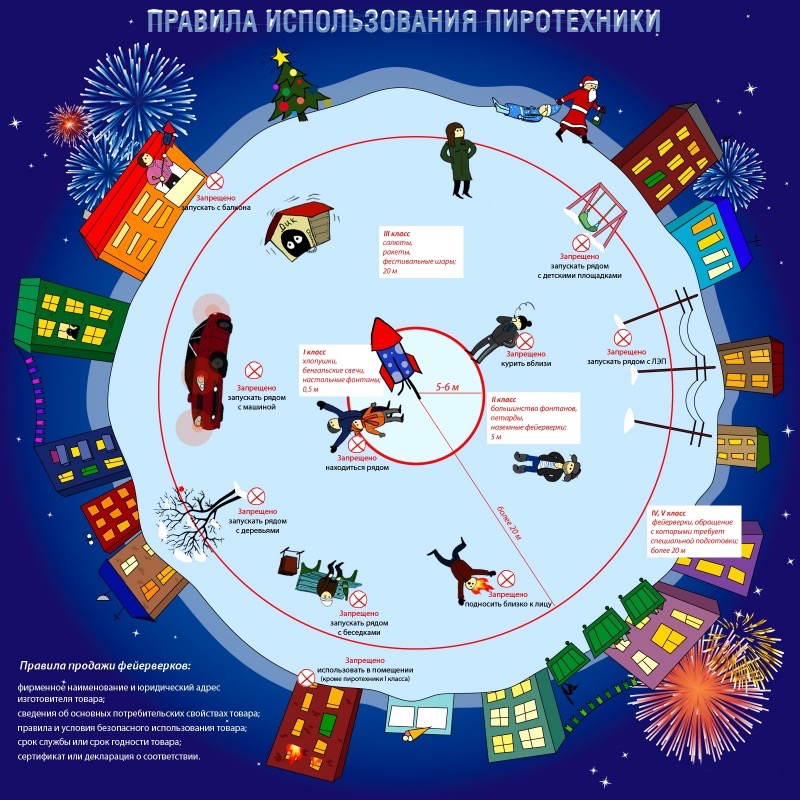 ПРАВИЛА ИСПОЛЬЗОВАНИЯ ПИРОТЕХНИКИ
Запрещено
запускать с балкона
ДИК
III класс
салюты,
ракеты,
фестивальные шары;
20 м
Запрещено
запускать рядом
с детскими площадками
I класс
хлопушки,
бенгальские свечи,
настольные фонтаны;
0,5 м
5-6 м
Запрещено
курить вблизи
Запрещено
запускать рядом с ЛЭП
Запрещено
запускать рядом
с машиной
II класс
большинство фонтанов,
петарды,
наземные фейерверки;
5 м
Запрещено
находиться рядом
Запрещено
запускать рядом
с деревьями
более 20 м
IV, V класс
фейерверки, обращение
с которыми требует
специальной подготовки;
более 20 м
Запрещено
подносить близко к лицу
Запрещено
запускать рядом
с беседками
Запрещено
использовать в помещении
(кроме пиротехники I класса)
Правила продажи фейерверков:
фирменное наименование и юридический адрес
изготовителя товара;
сведения об основных потребительских свойствах товара;
правила и условия безопасного использования товара;
срок службы или срок годности товара;
сертификат или декларация о соответствии.